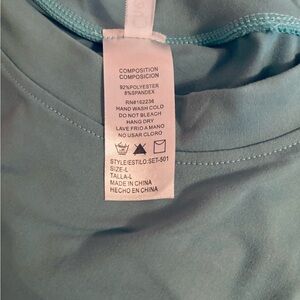 COMPOSITION
COMPOSICION
92%POLYESTER
8%SPANDEX
RN#162236
HAND WASH COLD
DO NOT BLEACH
HANG DRY
LAVE FRIO A MANO
NO USAR CLORO
STYLE/ESTILO:SET-501
SIZE-L
TALLA-L
MADE IN CHINA
HECHO EN CHINA